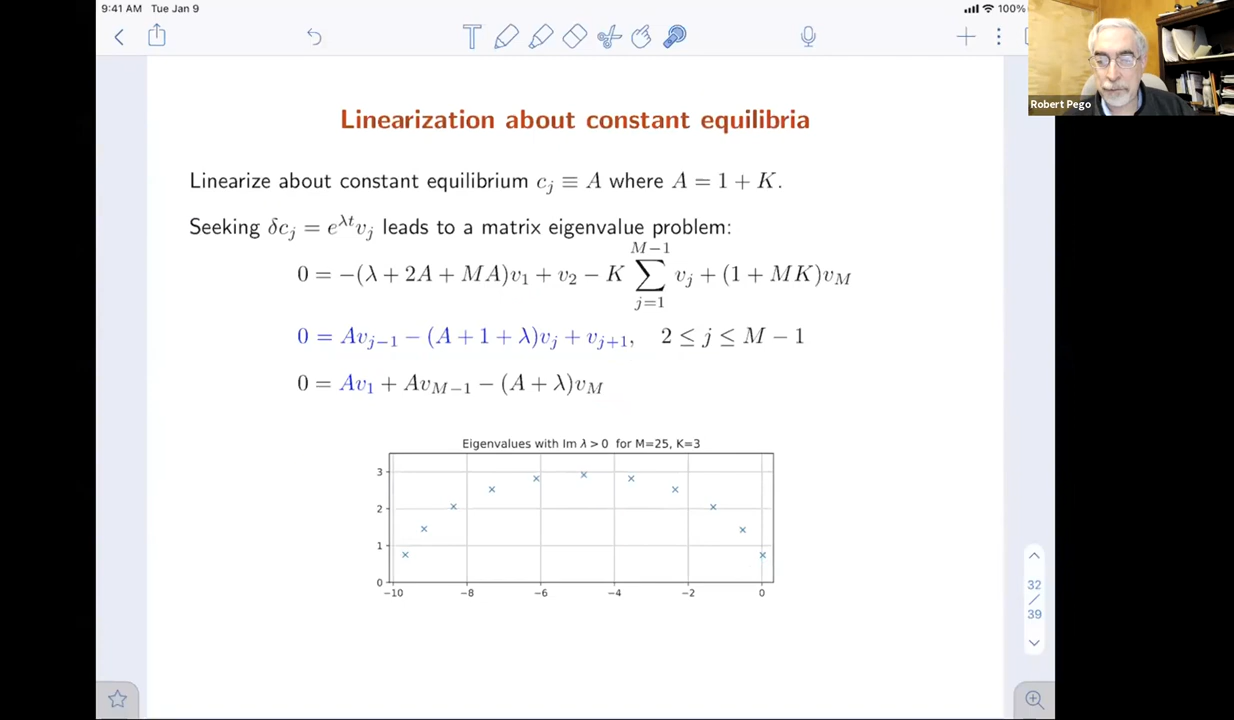 9:41 AM Tue Jan 9
100%
Robert Pego
Linearization about constant equilibria
Linearize about constant equilibrium c_j ≡ A where A = 1 + K.
Seeking δc_j = e^{λt}v_j leads to a matrix eigenvalue problem:
0 = −(λ + 2A + MA)v_1 + v_2 − K \sum_{j=1}^{M−1} v_j + (1 + MK)v_M
0 = Av_{j−1} − (A + 1 + λ)v_j + v_{j+1}, 2 ≤ j ≤ M − 1
0 = Av_1 + Av_{M−1} − (A + λ)v_M
Eigenvalues with Im λ > 0 for M=25, K=3
3
2
1
0
−10 −8 −6 −4 −2 0
32
/
39